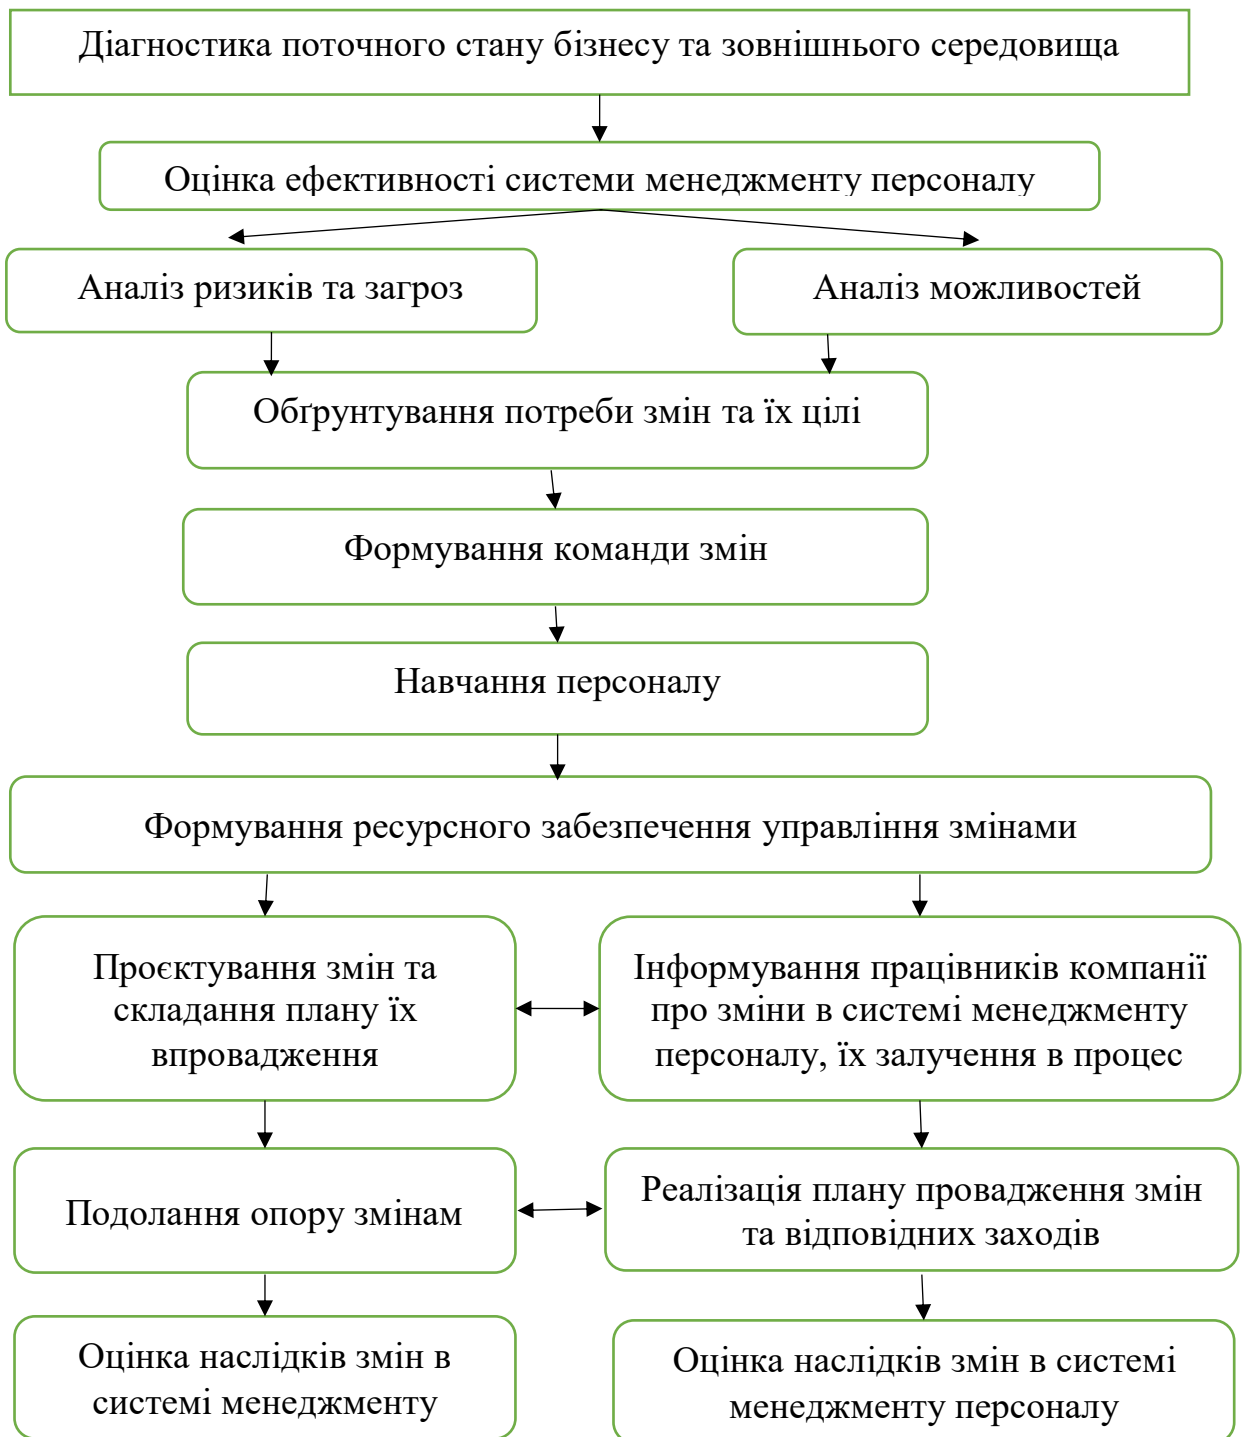 Діагностика поточного стану бізнесу та зовнішнього середовища
Оцінка ефективності системи менеджменту персоналу
Аналіз ризиків та загроз
Аналіз можливостей
Обґрунтування потреби змін та їх цілі
Формування команди змін
Навчання персоналу
Формування ресурсного забезпечення управління змінами
Проєктування змін та
складання плану їх
впровадження
Інформування працівників компанії
про зміни в системі менеджменту
персоналу, їх залучення в процес
Подолання опору змінам
Реалізація плану провадження змін
та відповідних заходів
Оцінка наслідків змін в
системі менеджменту
Оцінка наслідків змін в системі
менеджменту персоналу